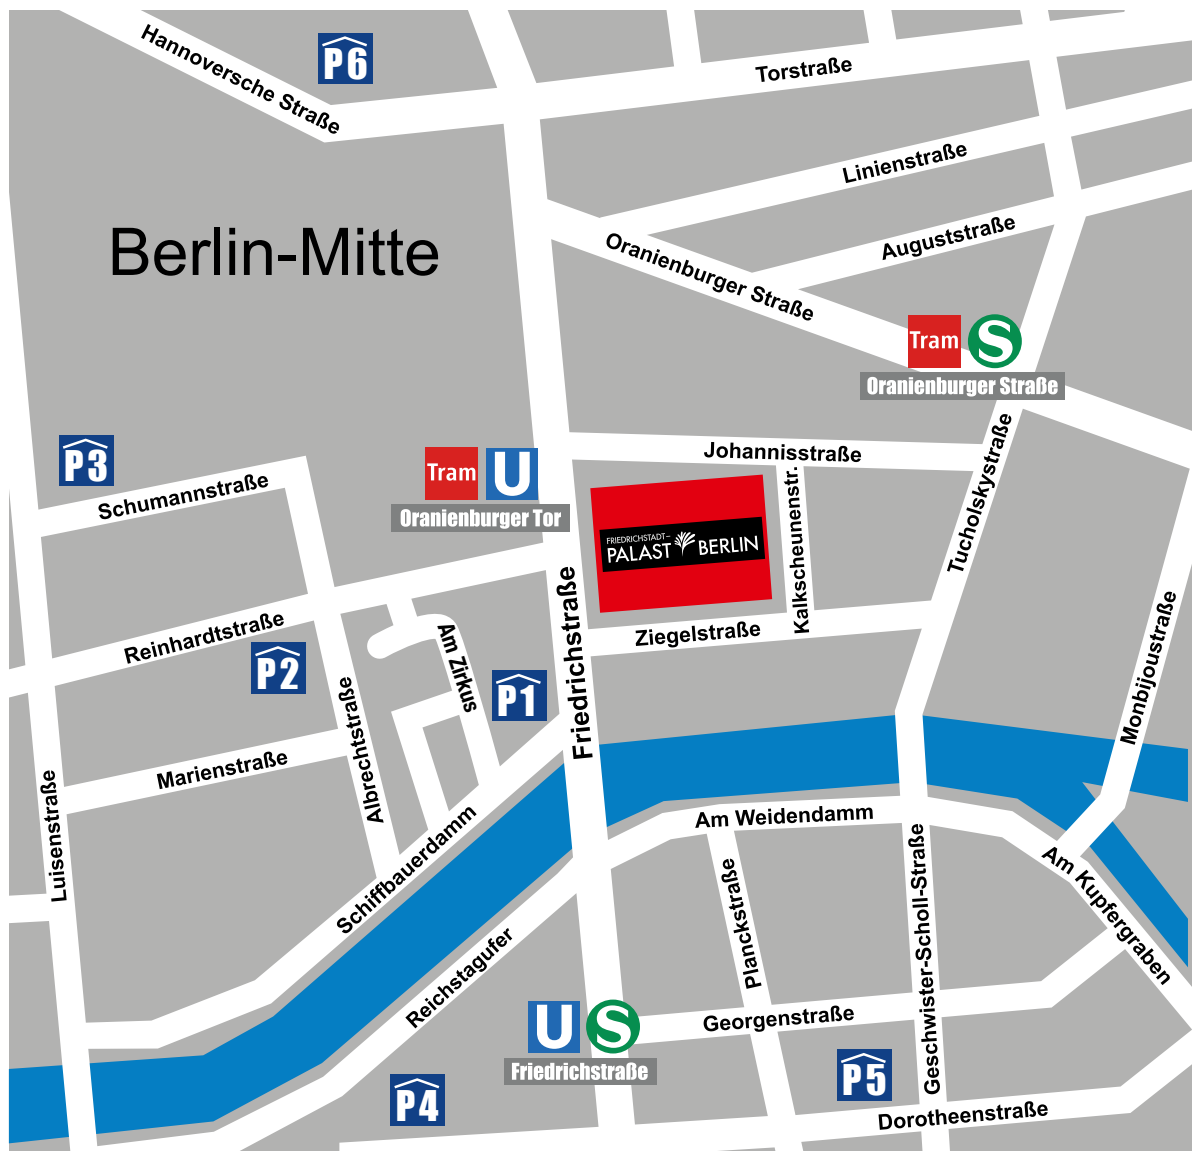 Hannoversche Straße
P6
Torstraße
Linienstraße
Berlin-Mitte
Auguststraße
Oranienburger Straße
Tram
S
Oranienburger Straße
P3
Schumannstraße
Tram
U
Oranienburger Tor
Johannisstraße
Kalkscheunenstr.
Tucholskystraße
FRIEDRICHSTADT–
PALAST BERLIN
Reinhardtstraße
P2
Am Zirkus
P1
Friedrichstraße
Ziegelstraße
Monbijoustraße
Albrechtstraße
Marienstraße
Luisenstraße
Schiffbauerdamm
Am Weidendamm
Planckstraße
Geschwister-Scholl-Straße
Am Kupfergraben
Reichstagufer
U
S
Friedrichstraße
Georgenstraße
P4
P5
Dorotheenstraße